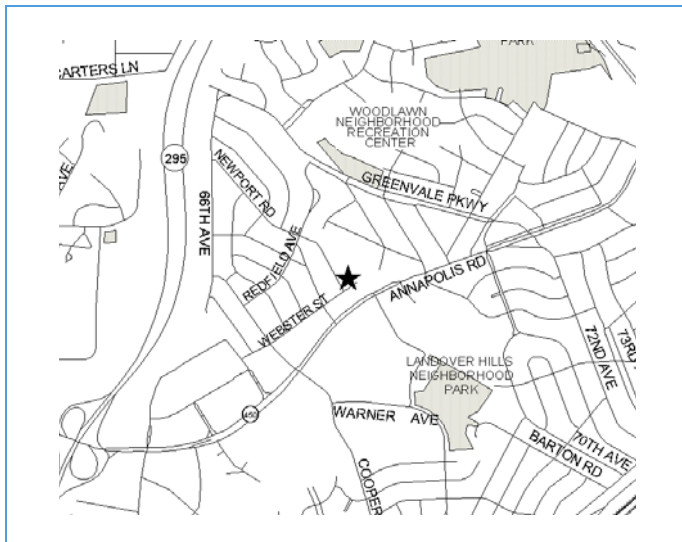 PARK
CARTERS LN
WOODLAWN
NEIGHBORHOOD
RECREATION
CENTER
295
NEWPORT RD
GREENVALE PKWY
AVE
66TH AVE
REDFIELD AVE
ANNAPOLIS RD
WEBSTER ST
72ND AVE
73RD
LANDOVER HILLS
NEIGHBORHOOD
PARK
450
WARNER AVE
70TH AVE
BARTON RD
COOPER